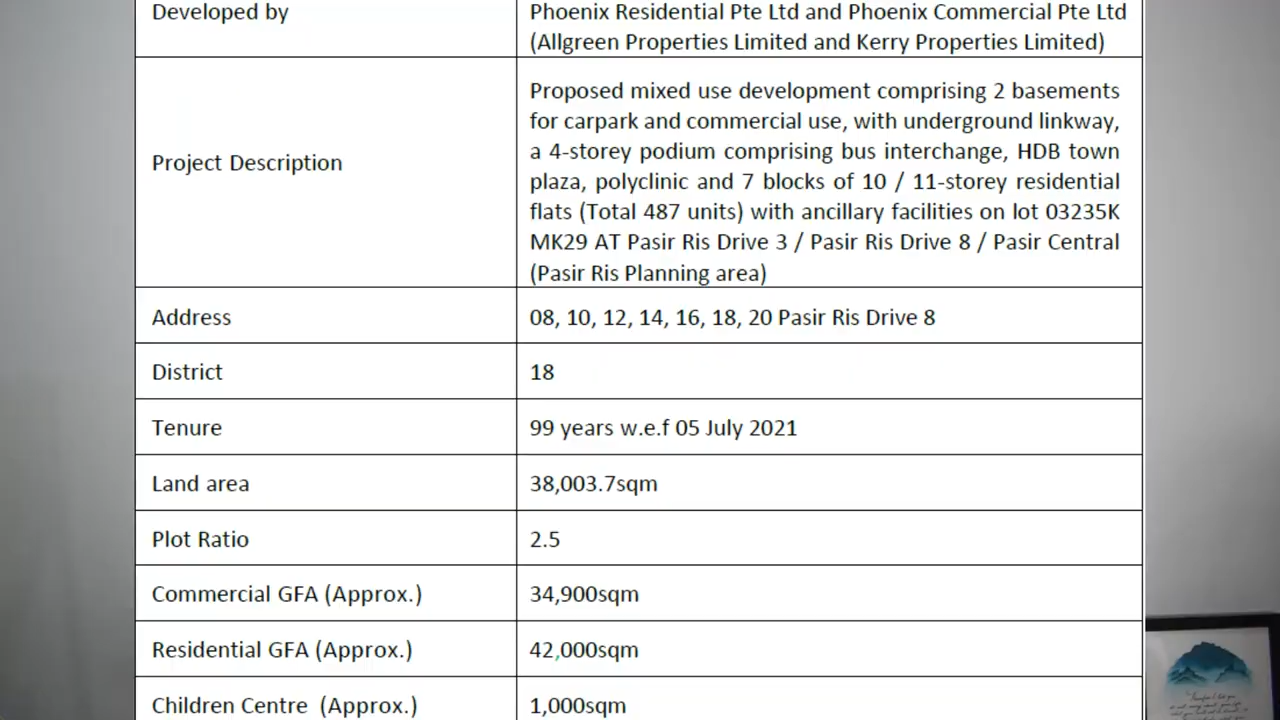 Developed by
Phoenix Residential Pte Ltd and Phoenix Commercial Pte Ltd
(Allgreen Properties Limited and Kerry Properties Limited)
Project Description
Proposed mixed use development comprising 2 basements
for carpark and commercial use, with underground linkway,
a 4-storey podium comprising bus interchange, HDB town
plaza, polyclinic and 7 blocks of 10 / 11-storey residential
flats (Total 487 units) with ancillary facilities on lot 03235K
MK29 AT Pasir Ris Drive 3 / Pasir Ris Drive 8 / Pasir Central
(Pasir Ris Planning area)
Address
08, 10, 12, 14, 16, 18, 20 Pasir Ris Drive 8
District
18
Tenure
99 years w.e.f 05 July 2021
Land area
38,003.7sqm
Plot Ratio
2.5
Commercial GFA (Approx.)
34,900sqm
Residential GFA (Approx.)
42,000sqm
Children Centre (Approx.)
1,000sqm